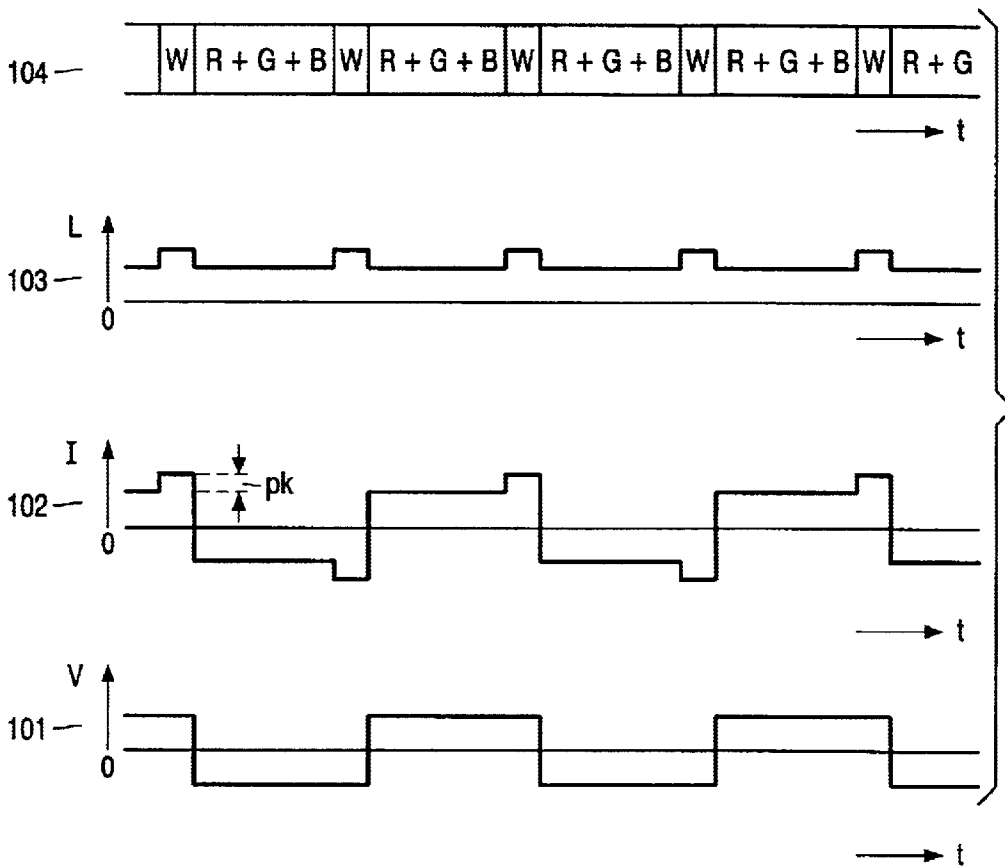 104
W R + G + B W R + G + B W R + G + B W R + G + B W R + G
t
L
103
0
t
I
pk
102
0
t
V
101
0
t